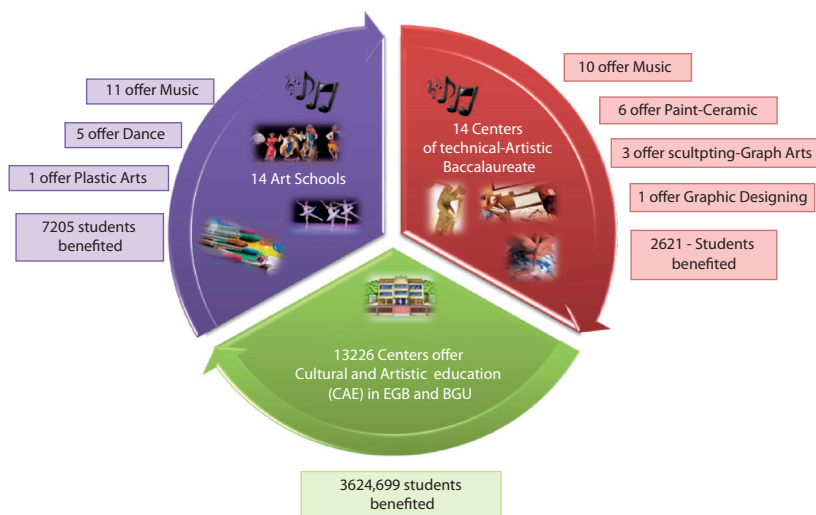 11 offer Music
5 offer Dance
1 offer Plastic Arts
7205 students
benefited
14 Art Schools
14 Centers
of technical-Artistic
Baccalaureate
10 offer Music
6 offer Paint-Ceramic
3 offer scultpting-Graph Arts
1 offer Graphic Designing
2621 - Students
benefited
13226 Centers offer
Cultural and Artistic education
(CAE) in EGB and BGU
3624,699 students
benefited